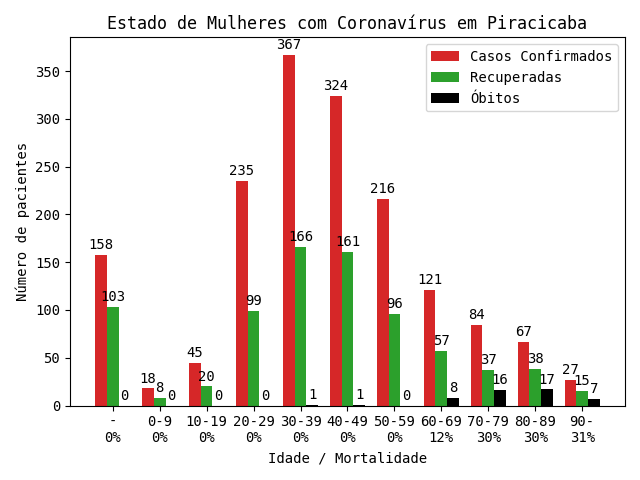 Estado de Mulheres com Coronavírus em Piracicaba
Casos Confirmados
Recuperadas
Óbitos
Número de pacientes
350
300
250
200
150
100
50
0
158 103 0
18 8 0
45 20 0
235 99 0
367 166 1
324 161 1
216 96 0
121 57 8
84 37 16
67 38 17
27 15 7
- 0-9 10-19 20-29 30-39 40-49 50-59 60-69 70-79 80-89 90-
0% 0% 0% 0% 0% 0% 0% 12% 30% 30% 31%
Idade / Mortalidade